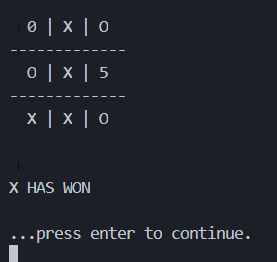 0 | X | O
-------------
O | X | 5
-------------
X | X | O
X HAS WON
...press enter to continue.